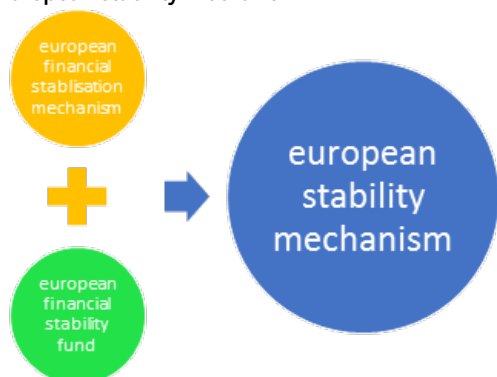 european
financial
stablisation
mechanism
european
stability
mechanism
european
financial
stability
fund